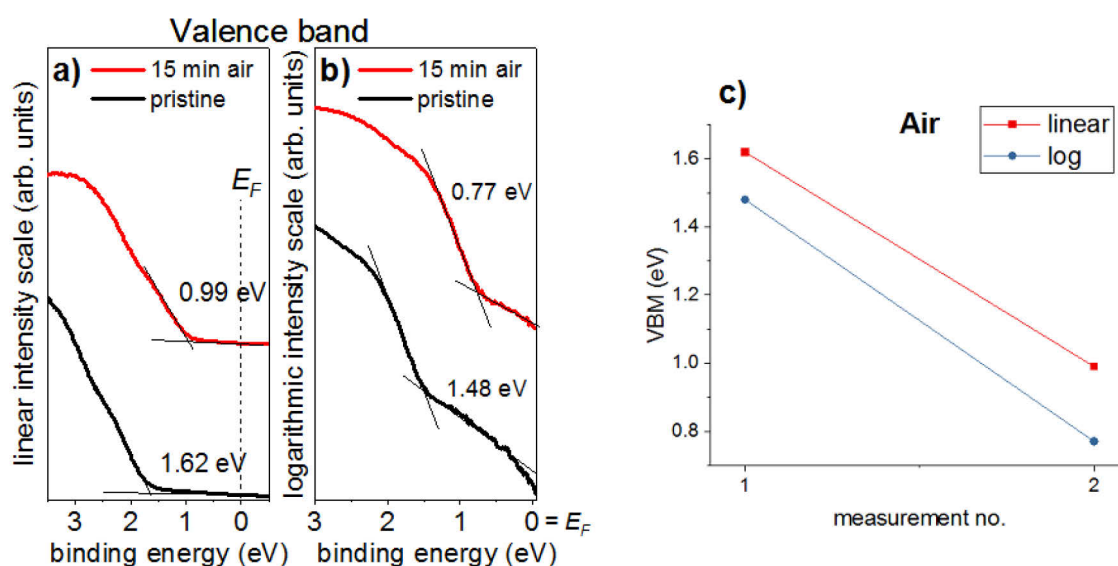 Valence band
a)
15 min air
pristine
E_F
0.99 eV
1.62 eV
linear intensity scale (arb. units)
3 2 1 0
binding energy (eV)
b)
15 min air
pristine
0.77 eV
1.48 eV
logarithmic intensity scale (arb. units)
3 2 1 0 = E_F
binding energy (eV)
c)
Air
linear
log
1.6
1.4
1.2
1.0
0.8
VBM (eV)
1 2
measurement no.